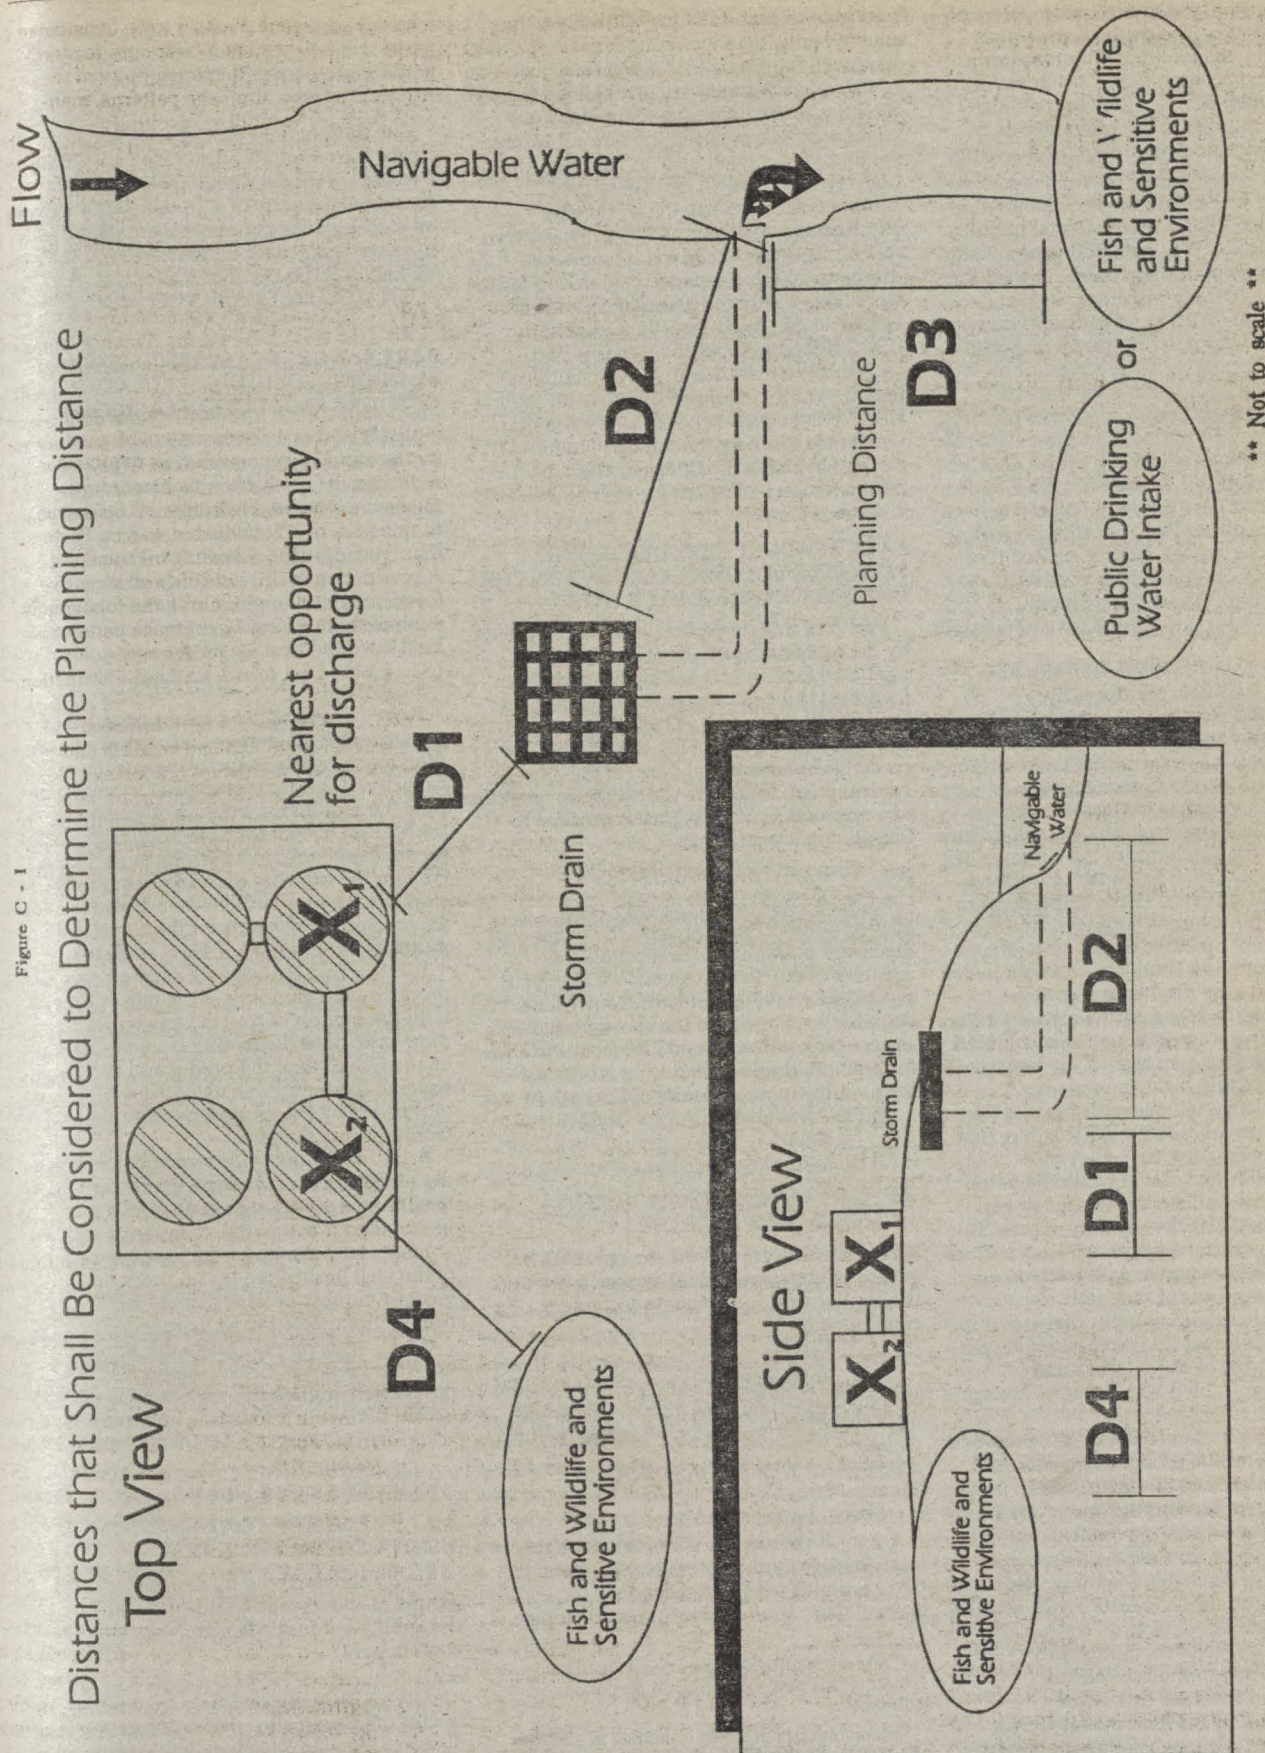 Figure C - 1
Distances that Shall Be Considered to Determine the Planning Distance
Top View
Flow
Navigable Water
X2
X1
Nearest opportunity
for discharge
D4
D1
D2
Storm Drain
Fish and Wildlife and
Sensitive Environments
Planning Distance
D3
Public Drinking
Water Intake
or
Fish and Wildlife
and Sensitive
Environments
Side View
X2
X1
Storm Drain
Navigable
Water
Fish and Wildlife and
Sensitive Environments
D4
D1
D2
** Not to scale **